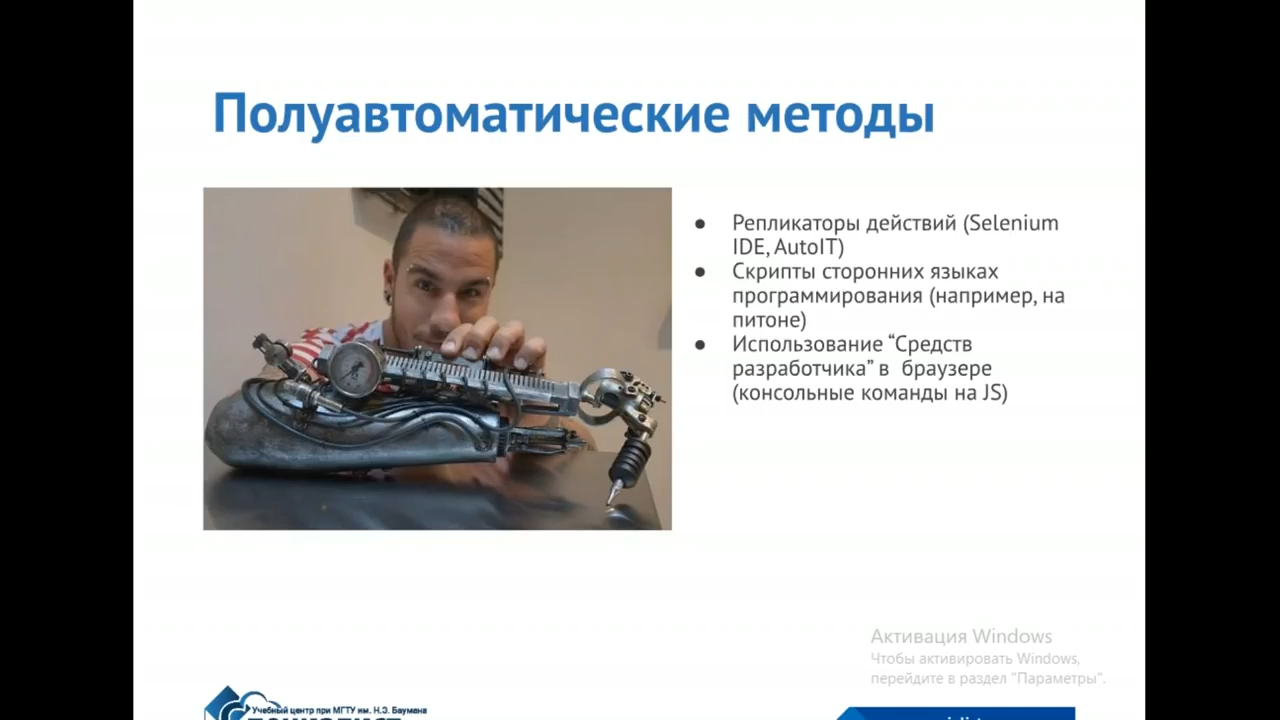 Полуавтоматические методы
● Репликаторы действий (Selenium
IDE, AutoIT)
● Скрипты сторонних языках
программирования (например, на
питоне)
● Использование “Средств
разработчика” в браузере
(консольные команды на JS)
Активация Windows
Чтобы активировать Windows,
перейдите в раздел "Параметры".
Учебный центр при МГТУ им. Н.Э. Баумана